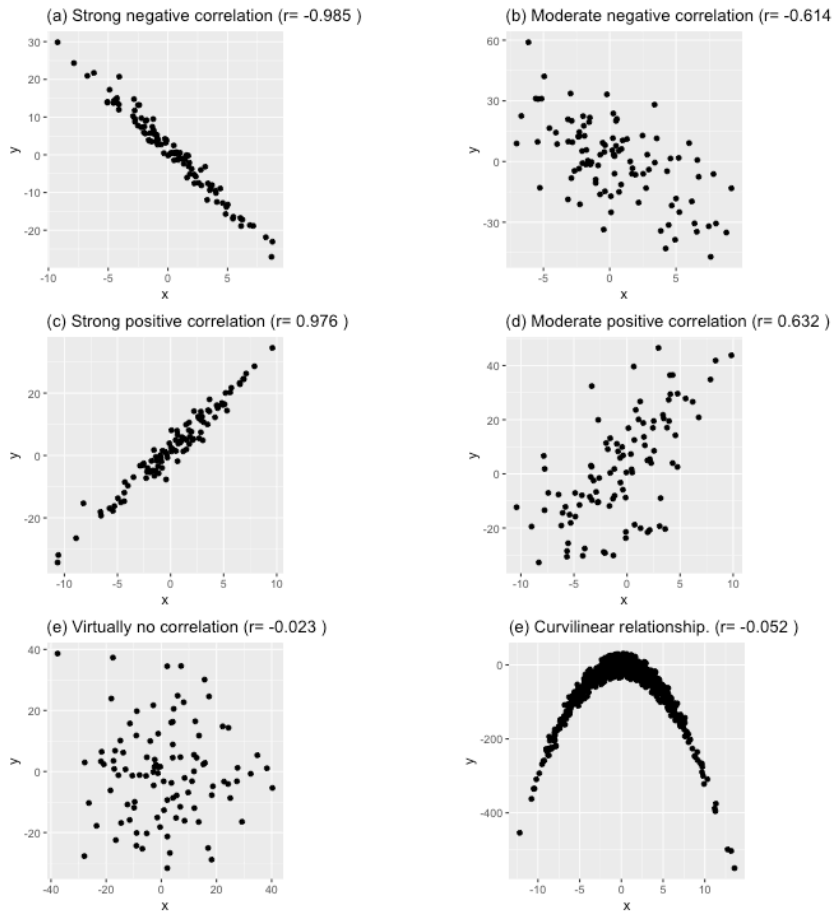 (a) Strong negative correlation (r= -0.985)
30
20
10
0
-10
-20
y
-10
-5
0
5
x
(b) Moderate negative correlation (r= -0.614
60
30
0
-30
y
-5
0
5
x
(c) Strong positive correlation (r= 0.976 )
20
0
-20
y
-10
-5
0
5
10
x
(d) Moderate positive correlation (r= 0.632 )
40
20
0
-20
y
-10
-5
0
5
10
x
(e) Virtually no correlation (r= -0.023 )
40
20
0
-20
y
-40
-20
0
20
40
x
(e) Curvilinear relationship. (r= -0.052 )
0
-200
-400
y
-10
-5
0
5
10
x